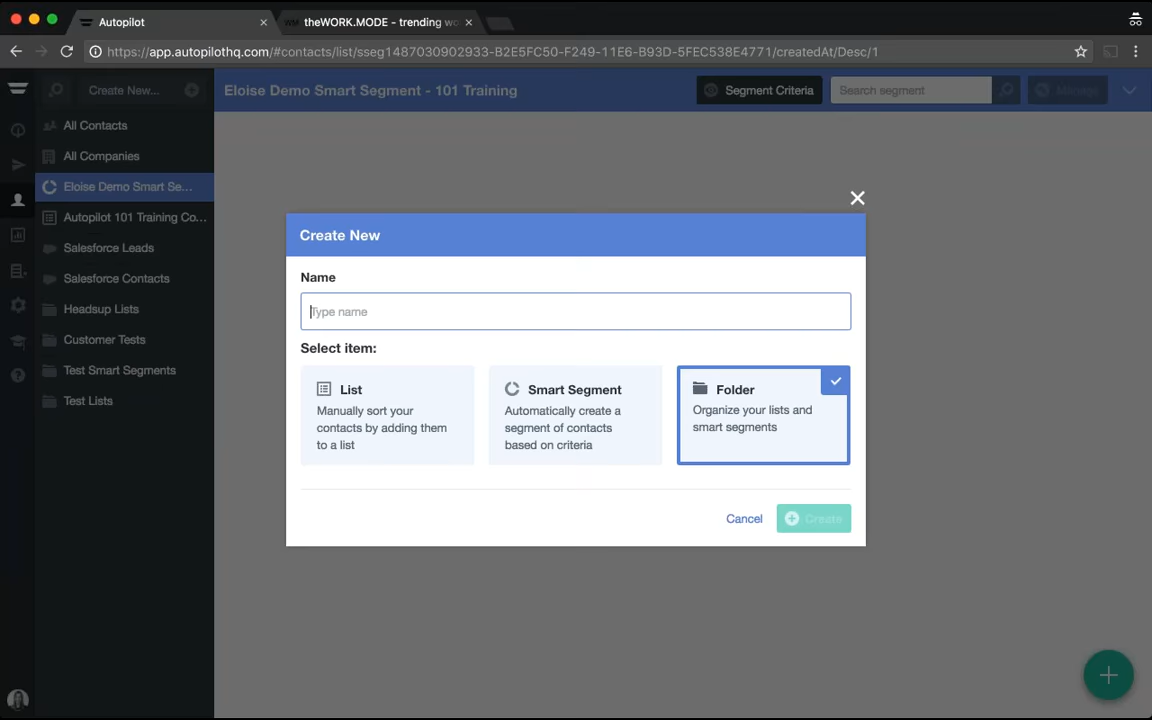 Autopilot
theWORK.MODE - trending wo
https://app.autopilothq.com/#contacts/list/sseg1487030902933-B2E5FC50-F249-11E6-B93D-5FEC538E4771/createdAt/Desc/1
Create New...
Eloise Demo Smart Segment - 101 Training
Segment Criteria
Search segment
Manage
All Contacts
All Companies
Eloise Demo Smart Se...
Autopilot 101 Training Co...
Salesforce Leads
Salesforce Contacts
Headsup Lists
Customer Tests
Test Smart Segments
Test Lists
Create New
Name
Type name
Select item:
List
Manually sort your
contacts by adding them
to a list
Smart Segment
Automatically create a
segment of contacts
based on criteria
Folder
Organize your lists and
smart segments
Cancel
Create